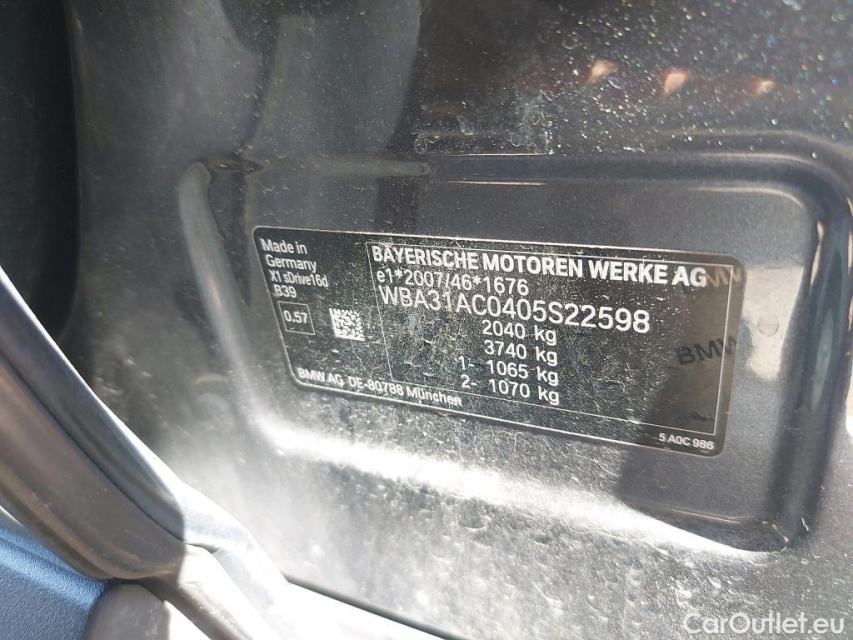 Made in
Germany
X1 sDrive16d
B39
0.57
BAYERISCHE MOTOREN WERKE AG
e1*2007/46*1676
WBA31AC0405S22598
2040 kg
3740 kg
1- 1065 kg
2- 1070 kg
BMW AG DE-80788 München
BMW
5 A0C 986
CarOutlet.eu